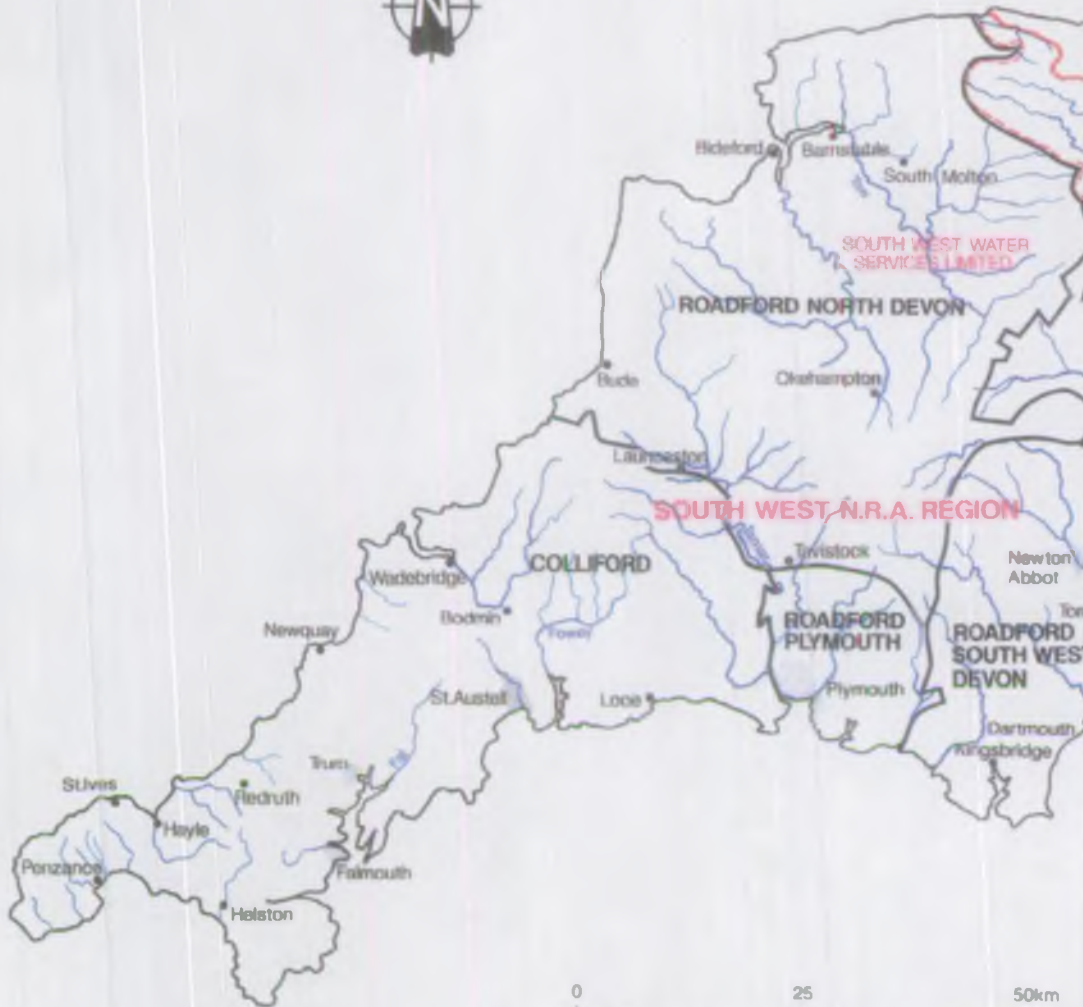 N
Bideford
Barnstable
South Molton
SOUTH WEST WATER
SERVICES LIMITED
ROADFORD NORTH DEVON
Bude
Okehampton
Launceston
SOUTH WEST N.R.A. REGION
Tavistock
Newton
Abbot
COLLIFORD
Wadebridge
Bodmin
ROADFORD
PLYMOUTH
ROADFORD
SOUTH WEST
DEVON
Newquay
Fowey
St.Austell
Looe
Plymouth
Dartmouth
Kingsbridge
Truro
Fal
St.Ives
Redruth
Hayle
Penzance
Falmouth
Helston
0 25 50km